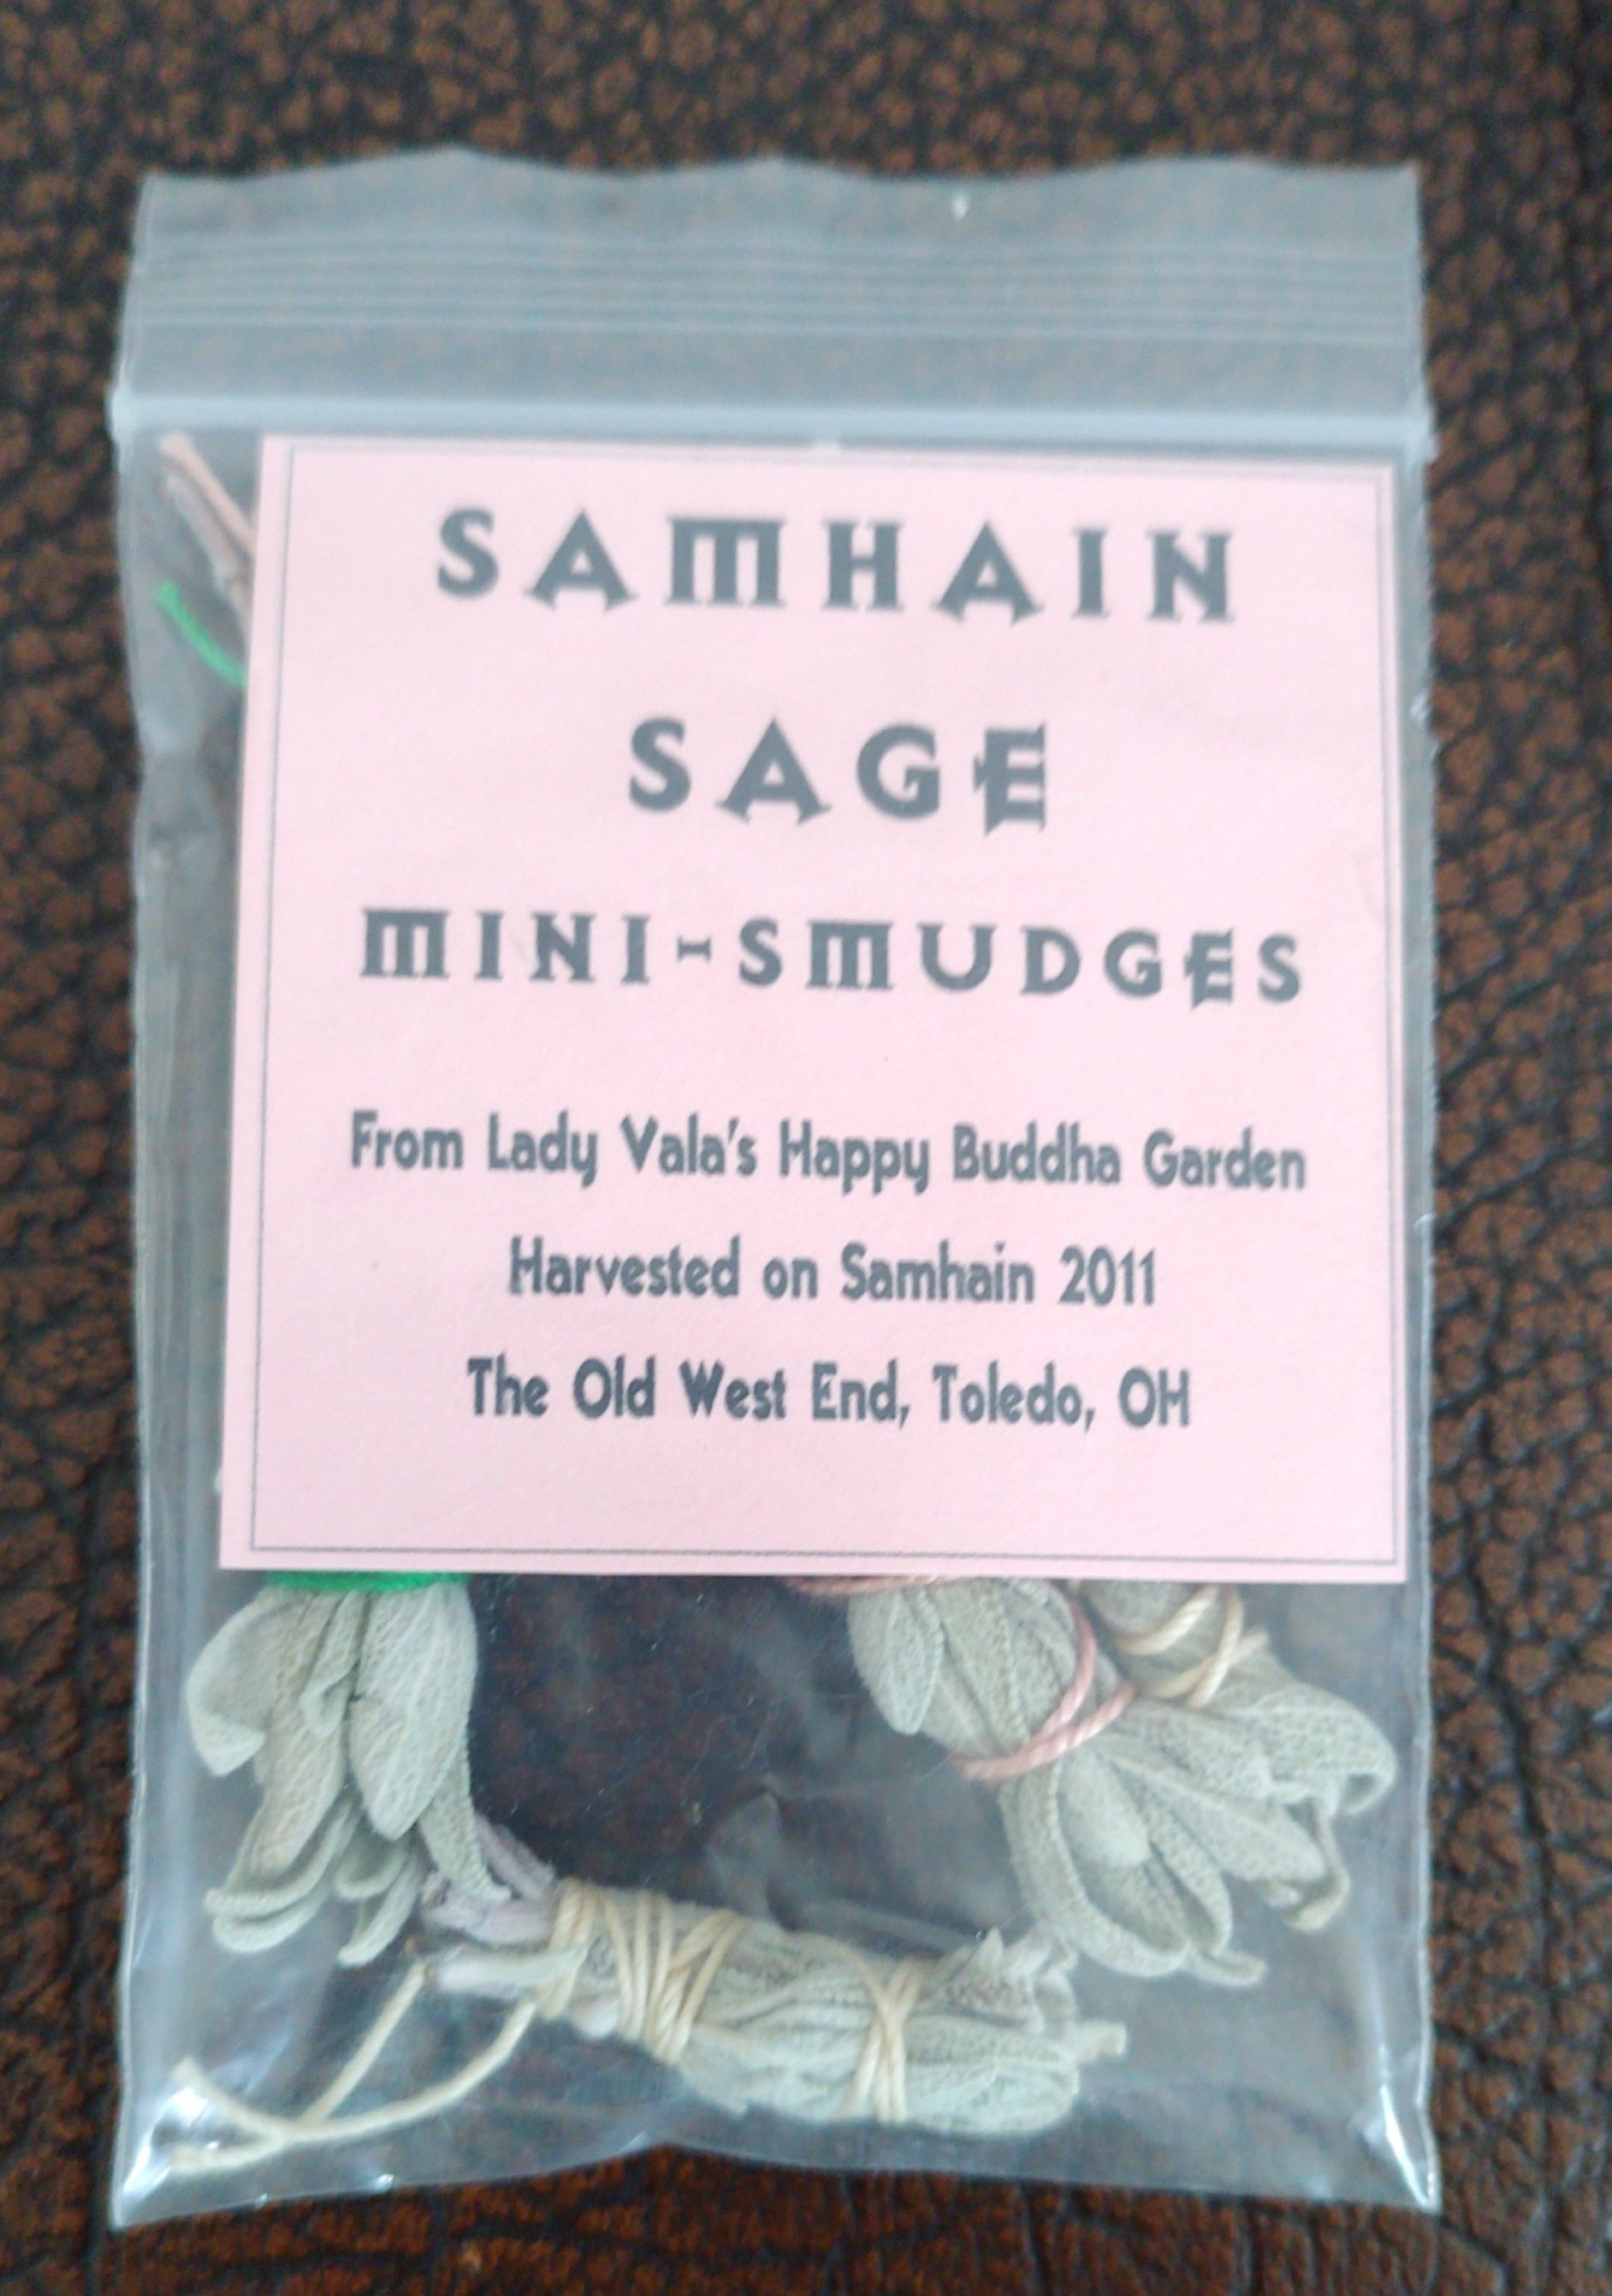 SAMHAIN
SAGE
MINI-SMUDGES
From Lady Vala's Happy Buddha Garden
Harvested on Samhain 2011
The Old West End, Toledo, OH